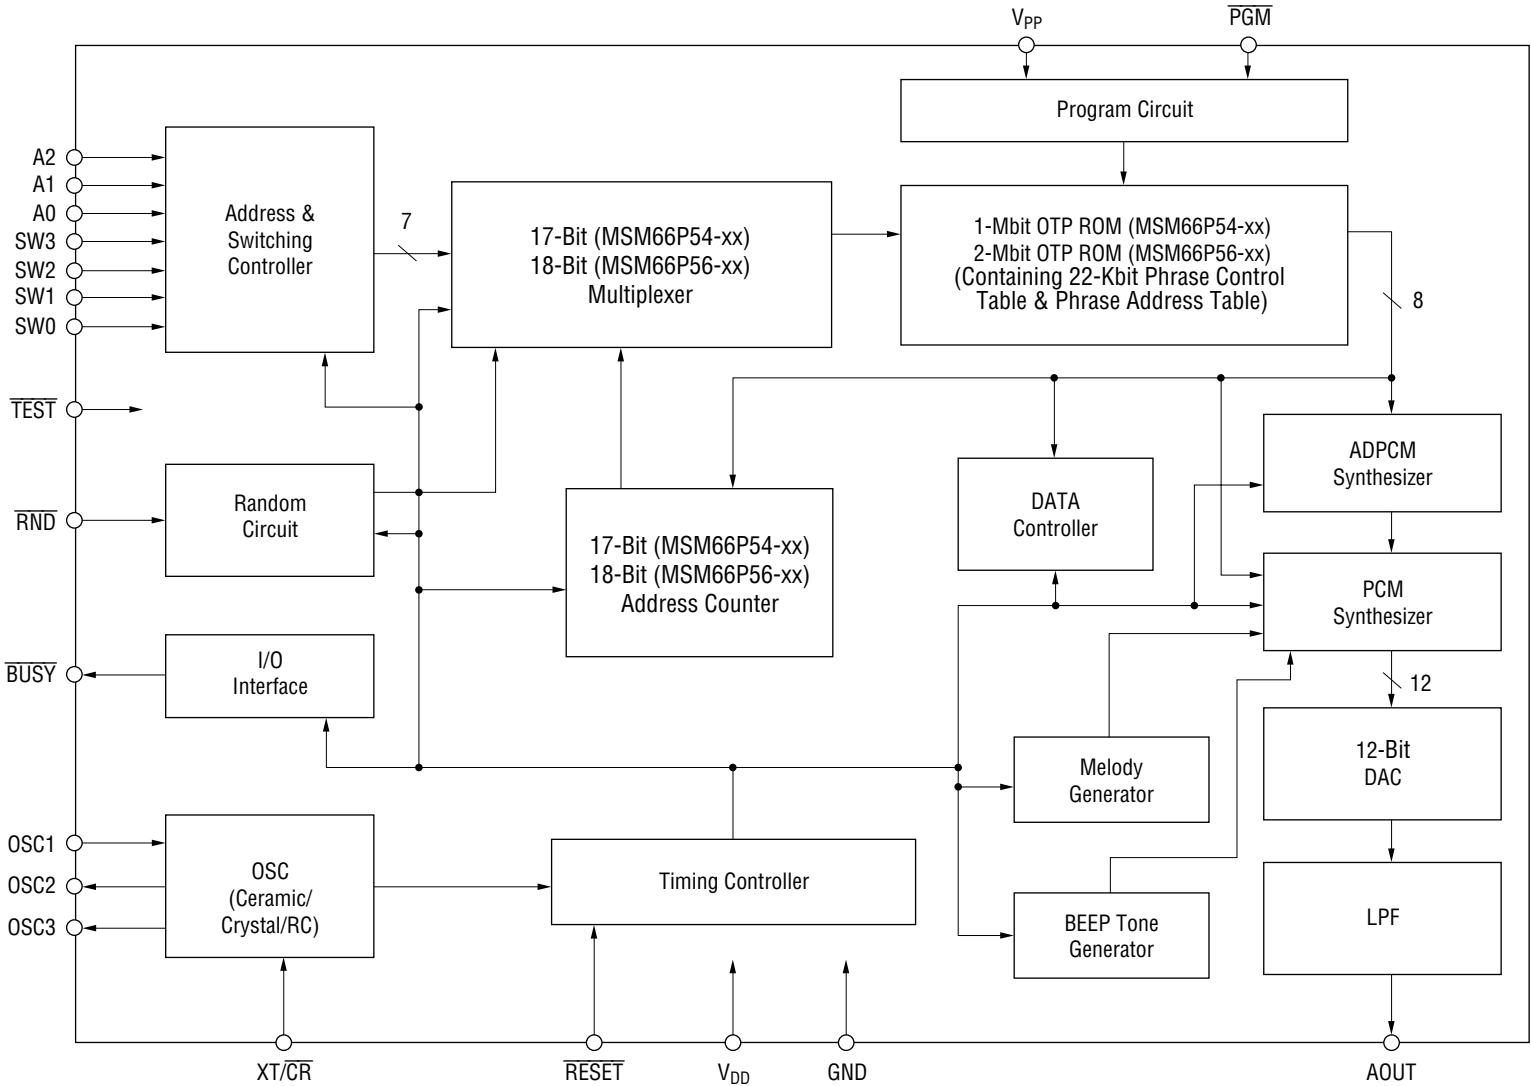 VPP
PGM
Program Circuit
A2
A1
A0
SW3
SW2
SW1
SW0
Address &
Switching
Controller
7
17-Bit (MSM66P54-xx)
18-Bit (MSM66P56-xx)
Multiplexer
1-Mbit OTP ROM (MSM66P54-xx)
2-Mbit OTP ROM (MSM66P56-xx)
(Containing 22-Kbit Phrase Control
Table & Phrase Address Table)
8
TEST
RND
Random
Circuit
17-Bit (MSM66P54-xx)
18-Bit (MSM66P56-xx)
Address Counter
DATA
Controller
ADPCM
Synthesizer
PCM
Synthesizer
BUSY
I/O
Interface
12
Melody
Generator
12-Bit
DAC
OSC1
OSC2
OSC3
OSC
(Ceramic/
Crystal/RC)
Timing Controller
BEEP Tone
Generator
LPF
XT/CR
RESET
VDD
GND
AOUT